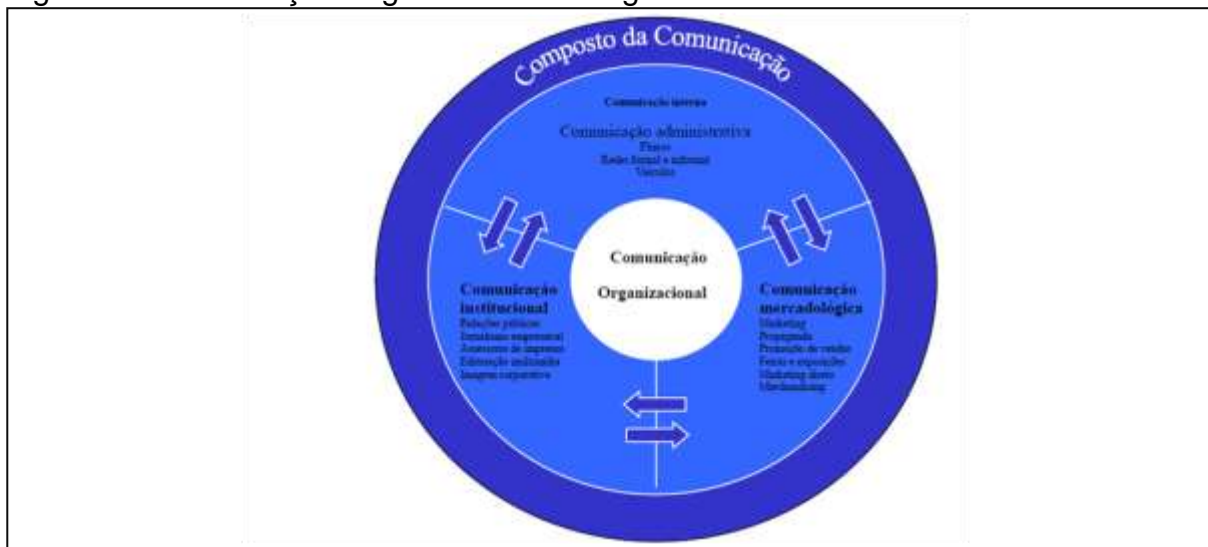 Composto da Comunicação
Comunicação interna
Comunicação administrativa
Fluxos
Redes formal e informal
Veículos
Comunicação
Organizacional
Comunicação
institucional
Relações públicas
Jornalismo empresarial
Assessoria de imprensa
Editoração multimídia
Imagem corporativa
Comunicação
mercadológica
Marketing
Propaganda
Promoção de vendas
Feiras e exposições
Marketing direto
Merchandising